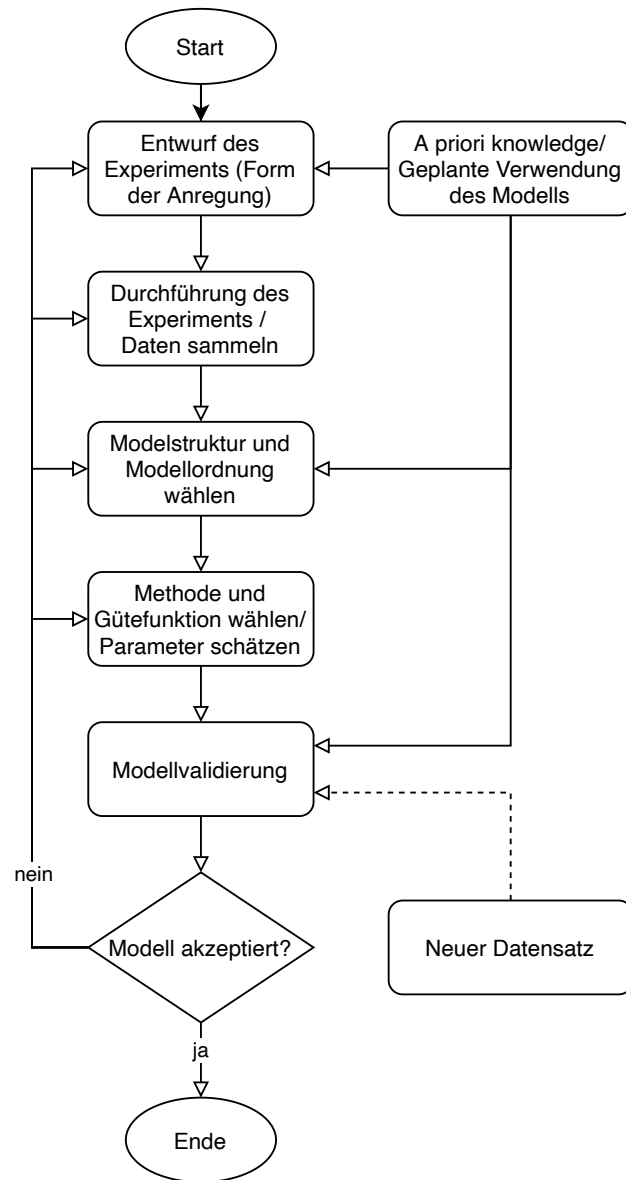 Start
Entwurf des
Experiments (Form
der Anregung)
A priori knowledge/
Geplante Verwendung
des Modells
Durchführung des
Experiments /
Daten sammeln
Modelstruktur und
Modellordnung
wählen
Methode und
Gütefunktion wählen/
Parameter schätzen
Modellvalidierung
nein
Modell akzeptiert?
Neuer Datensatz
ja
Ende